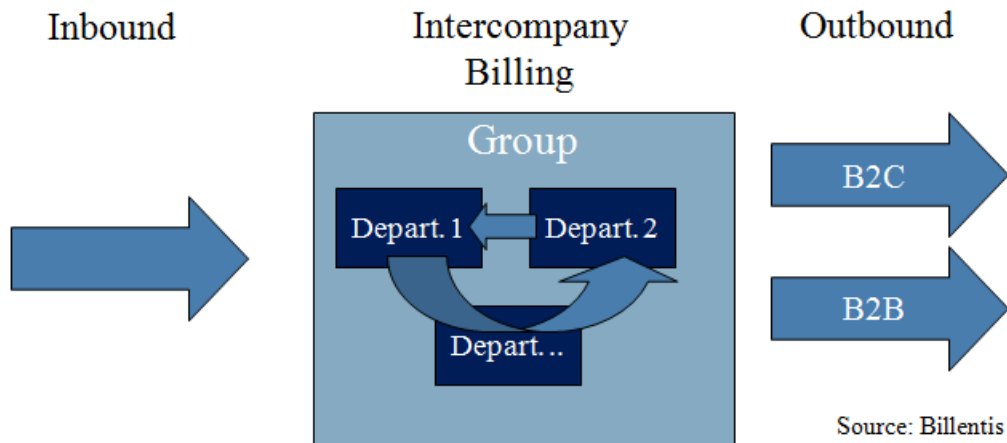 Inbound
Intercompany
Billing
Outbound
Group
Depart. 1
Depart. 2
Depart. ..
B2C
B2B
Source: Billentis